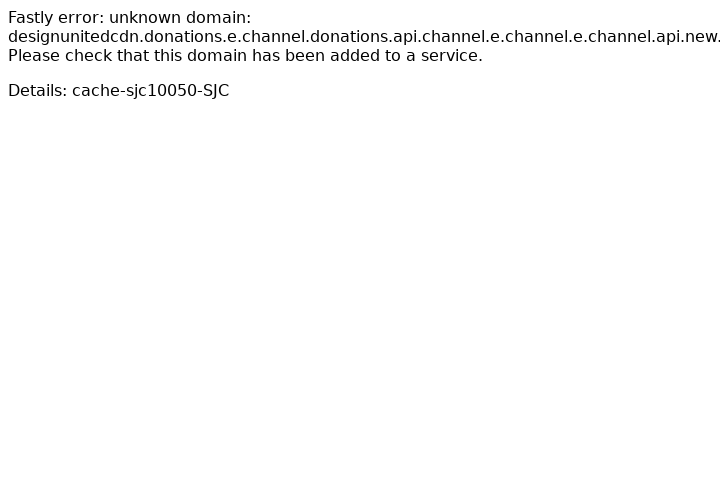 Fastly error: unknown domain:
designunitedcdn.donations.e.channel.donations.api.channel.e.channel.e.channel.api.new.
Please check that this domain has been added to a service.
Details: cache-sjc10050-SJC